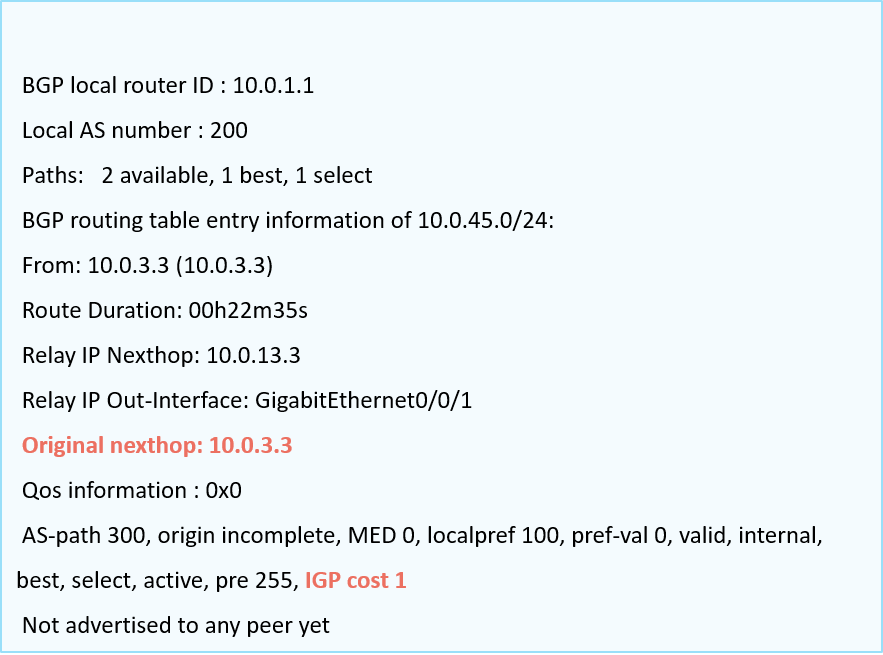 BGP local router ID : 10.0.1.1
Local AS number : 200
Paths:   2 available, 1 best, 1 select
BGP routing table entry information of 10.0.45.0/24:
From: 10.0.3.3 (10.0.3.3)
Route Duration: 00h22m35s
Relay IP Nexthop: 10.0.13.3
Relay IP Out-Interface: GigabitEthernet0/0/1
Original nexthop: 10.0.3.3
Qos information : 0x0
AS-path 300, origin incomplete, MED 0, localpref 100, pref-val 0, valid, internal,
best, select, active, pre 255, IGP cost 1
Not advertised to any peer yet